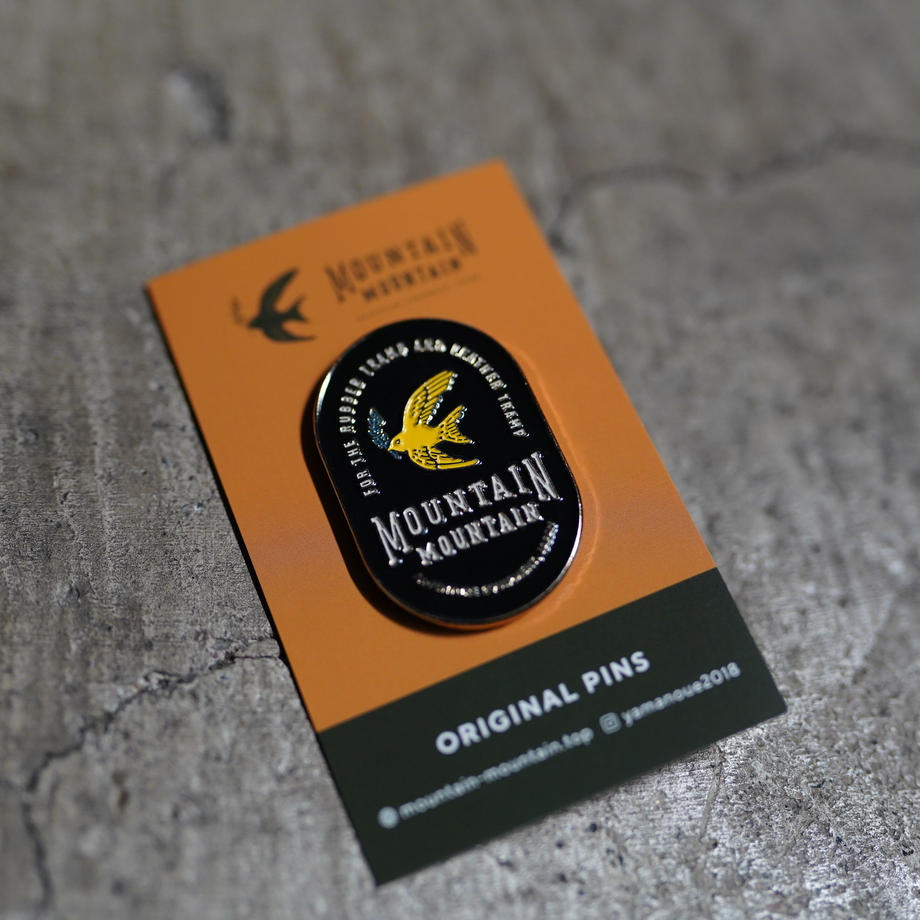 MOUNTAIN
MOUNTAIN
FOR THE RUBBER TRAMP AND LEATHER TRAMP
MOUNTAIN
MOUNTAIN
ORIGINAL PINS
mountain-mountain.top yamanoue2018